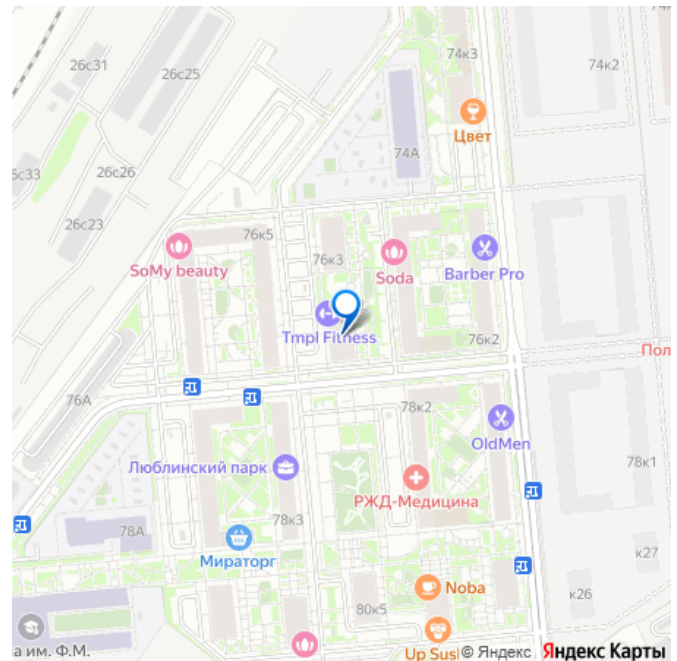 26с31
26с25
74к3
74к2
Цвет
74А
26с26
26с23
76к5
76к3
SoMy beauty
Soda
Barber Pro
Tmpl Fitness
76к2
Пол
76А
78к2
OldMen
Люблинский парк
РЖД-Медицина
78к1
78А
78к3
Мираторг
к27
Noba
к26
80к5
а им. Ф.М.
Up Susi
© Яндекс Яндекс Карты